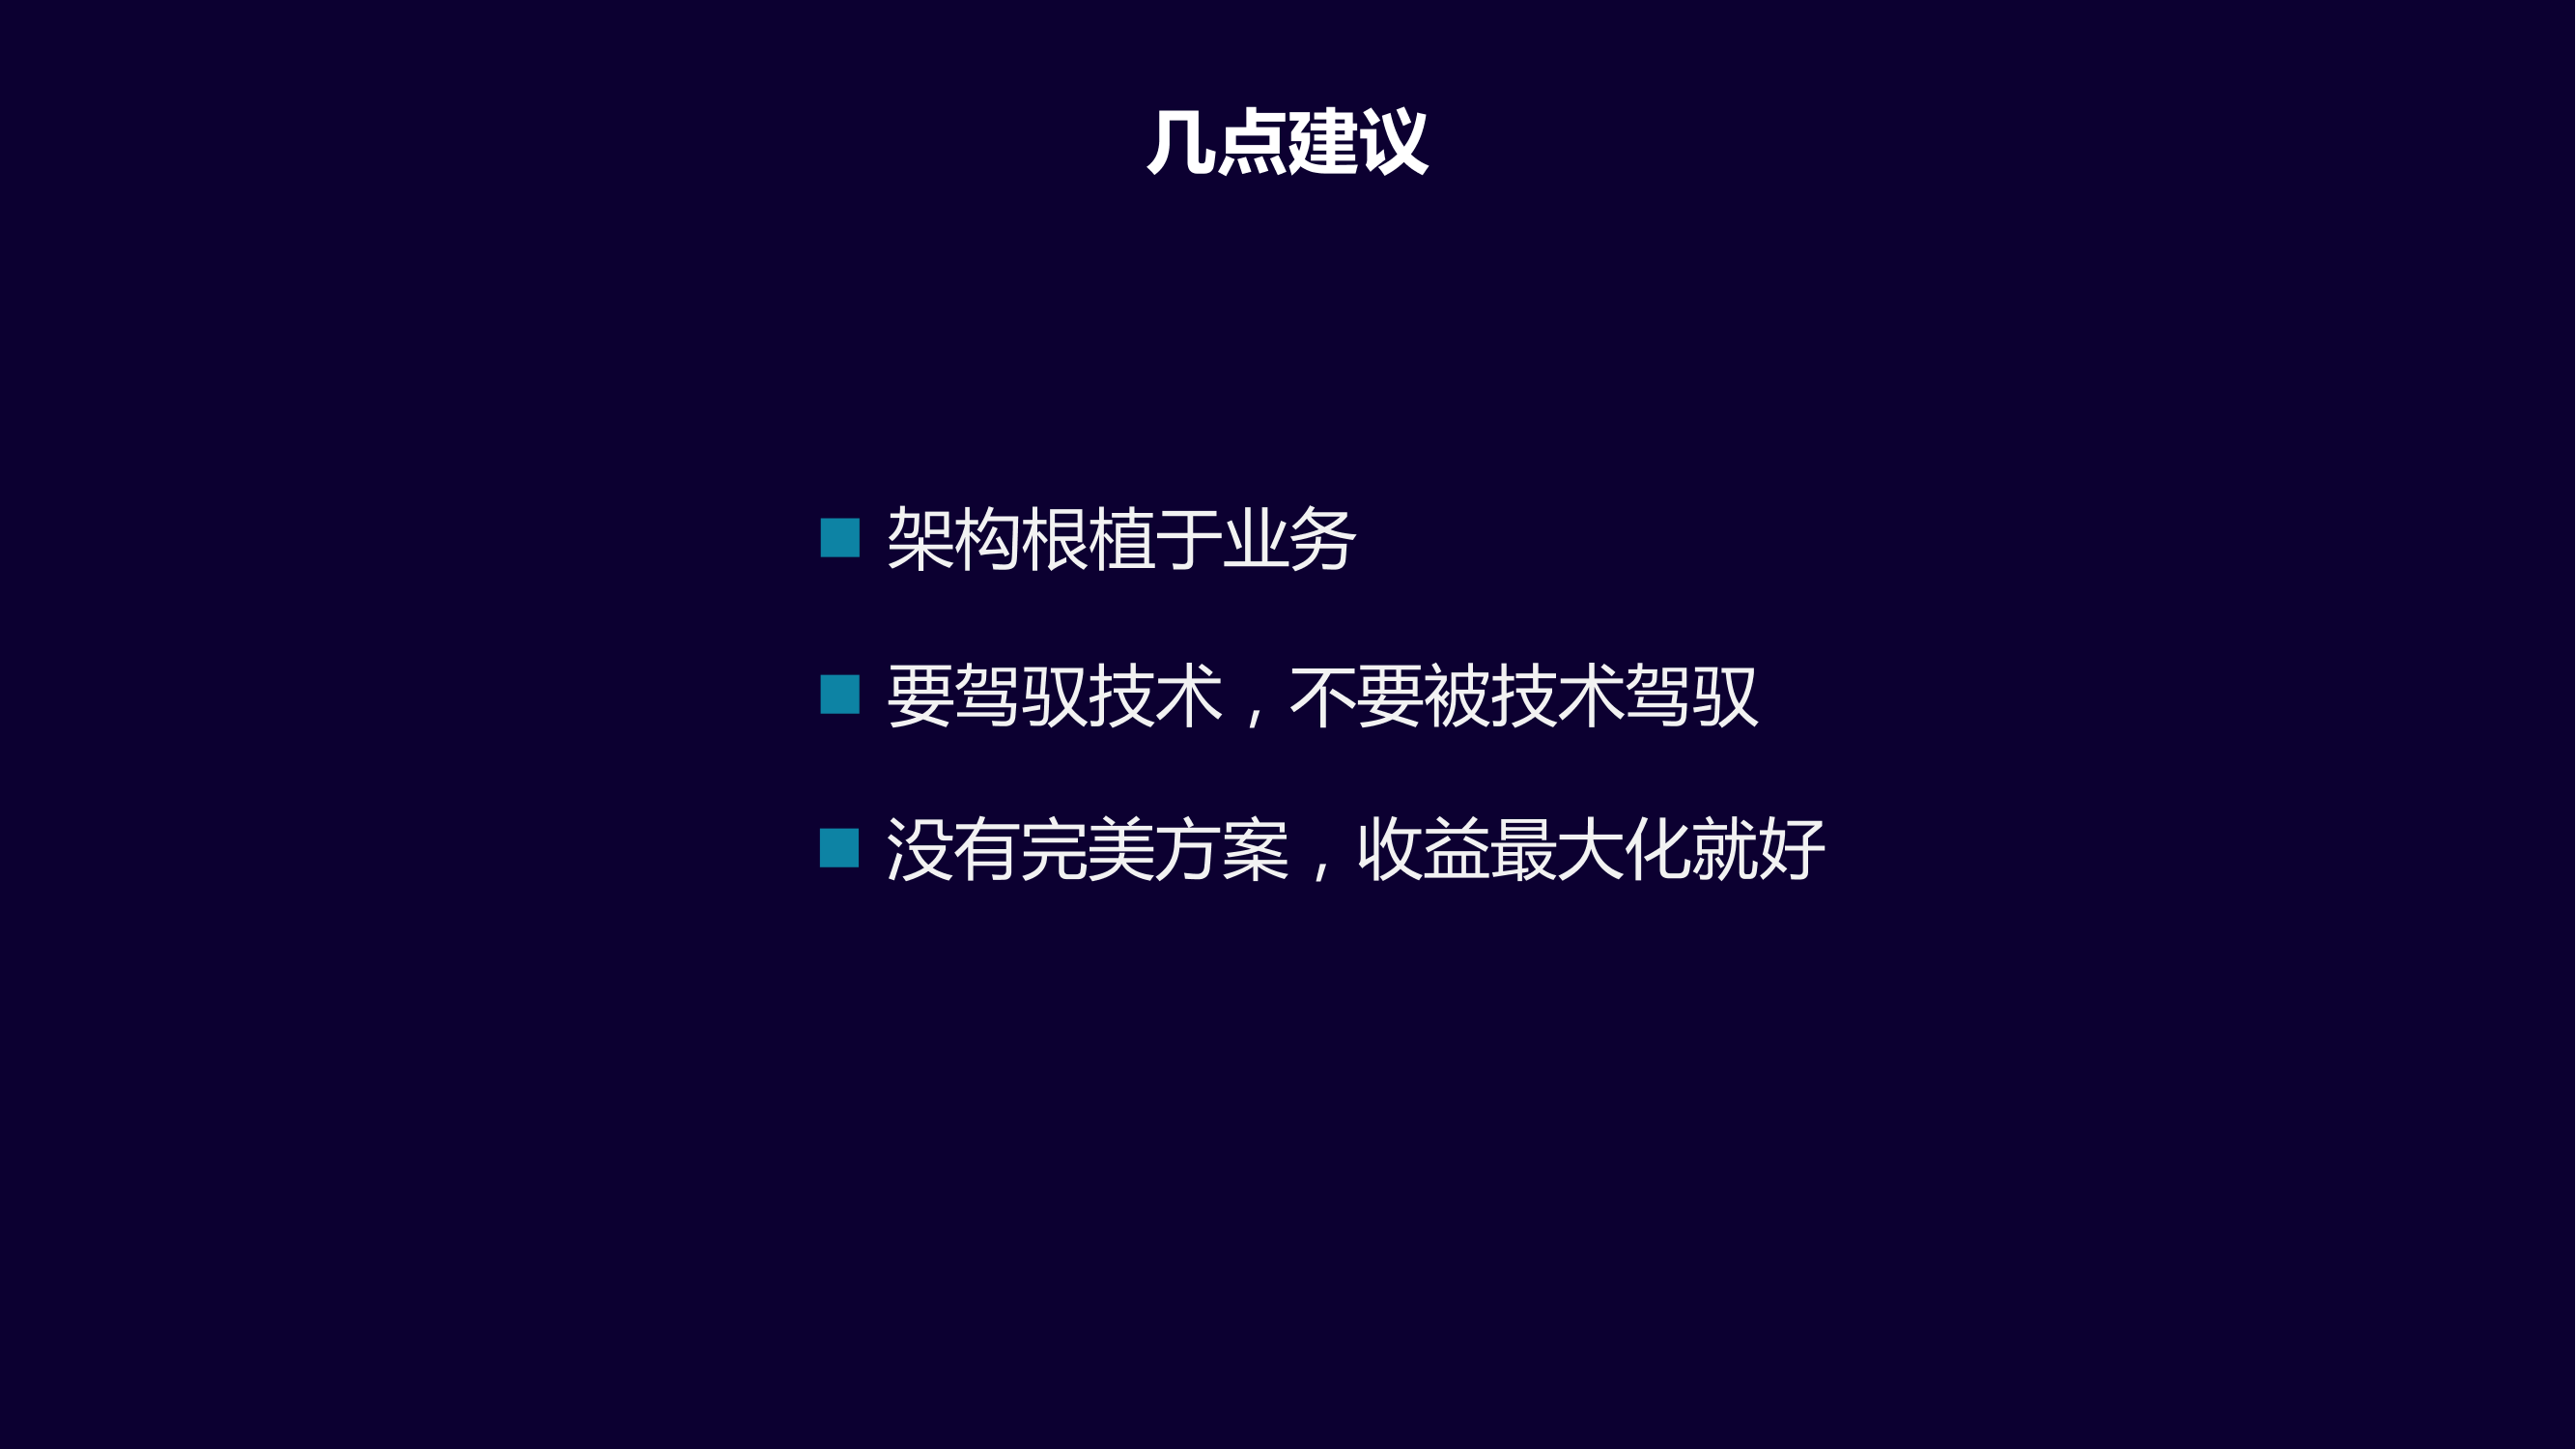 几点建议
架构根植于业务
要驾驭技术，不要被技术驾驭
没有完美方案，收益最大化就好